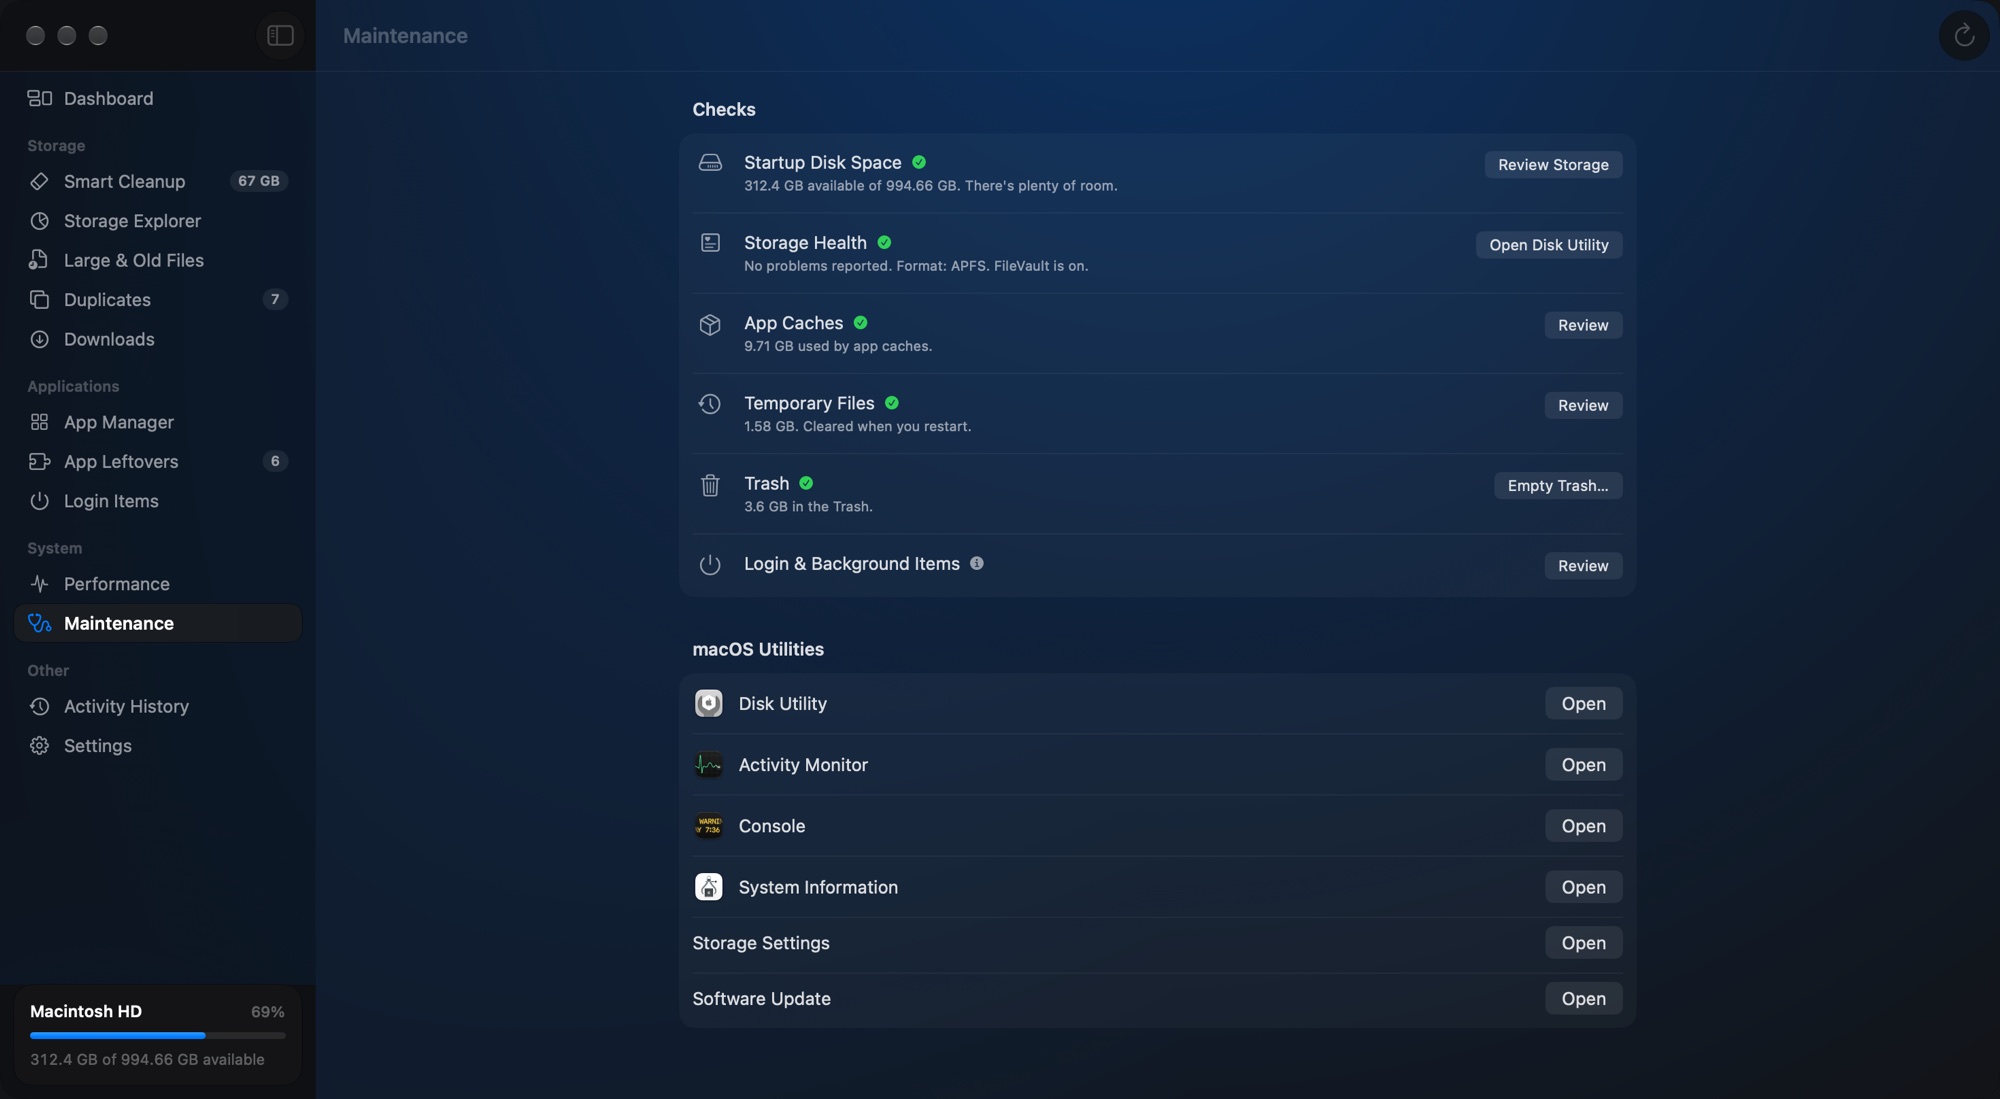 Maintenance
Dashboard
Storage
Smart Cleanup 67 GB
Storage Explorer
Large & Old Files
Duplicates 7
Downloads
Applications
App Manager
App Leftovers 6
Login Items
System
Performance
Maintenance
Other
Activity History
Settings
Macintosh HD 69%
312.4 GB of 994.66 GB available
Checks
Startup Disk Space
312.4 GB available of 994.66 GB. There's plenty of room.
Review Storage
Storage Health
No problems reported. Format: APFS. FileVault is on.
Open Disk Utility
App Caches
9.71 GB used by app caches.
Review
Temporary Files
1.58 GB. Cleared when you restart.
Review
Trash
3.6 GB in the Trash.
Empty Trash...
Login & Background Items
Review
macOS Utilities
Disk Utility Open
Activity Monitor Open
WARNI
Y 7:36
Console Open
System Information Open
Storage Settings Open
Software Update Open